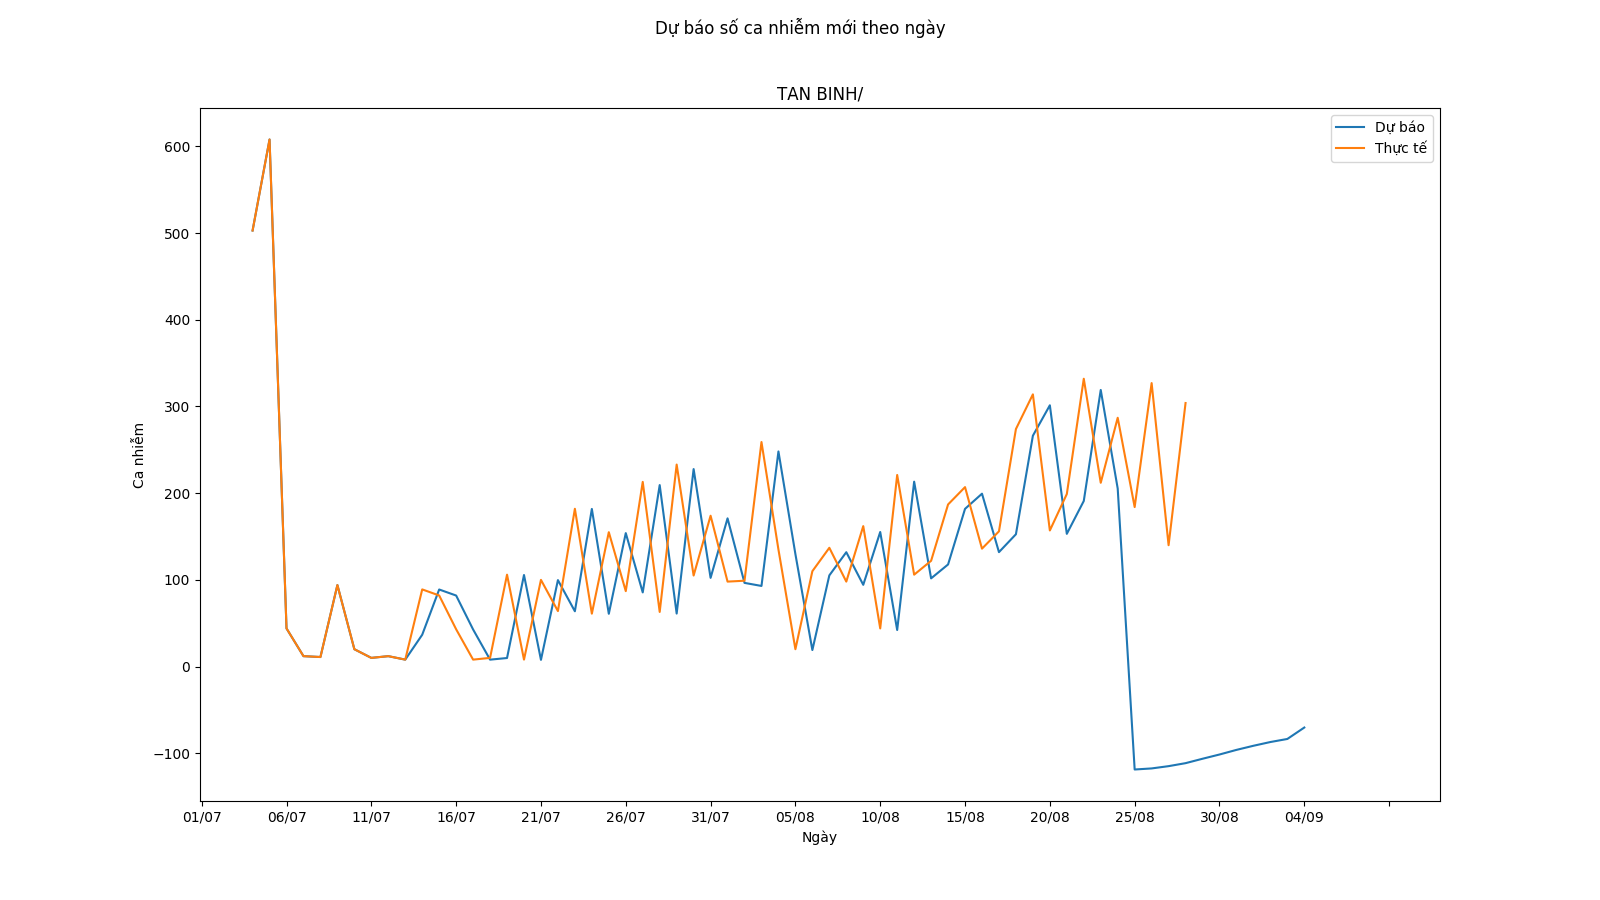 Dự báo số ca nhiễm mới theo ngày
TAN BINH/
Dự báo
Thực tế
600
500
400
300
200
100
0
−100
Ca nhiễm
01/07 06/07 11/07 16/07 21/07 26/07 31/07 05/08 10/08 15/08 20/08 25/08 30/08 04/09
Ngày